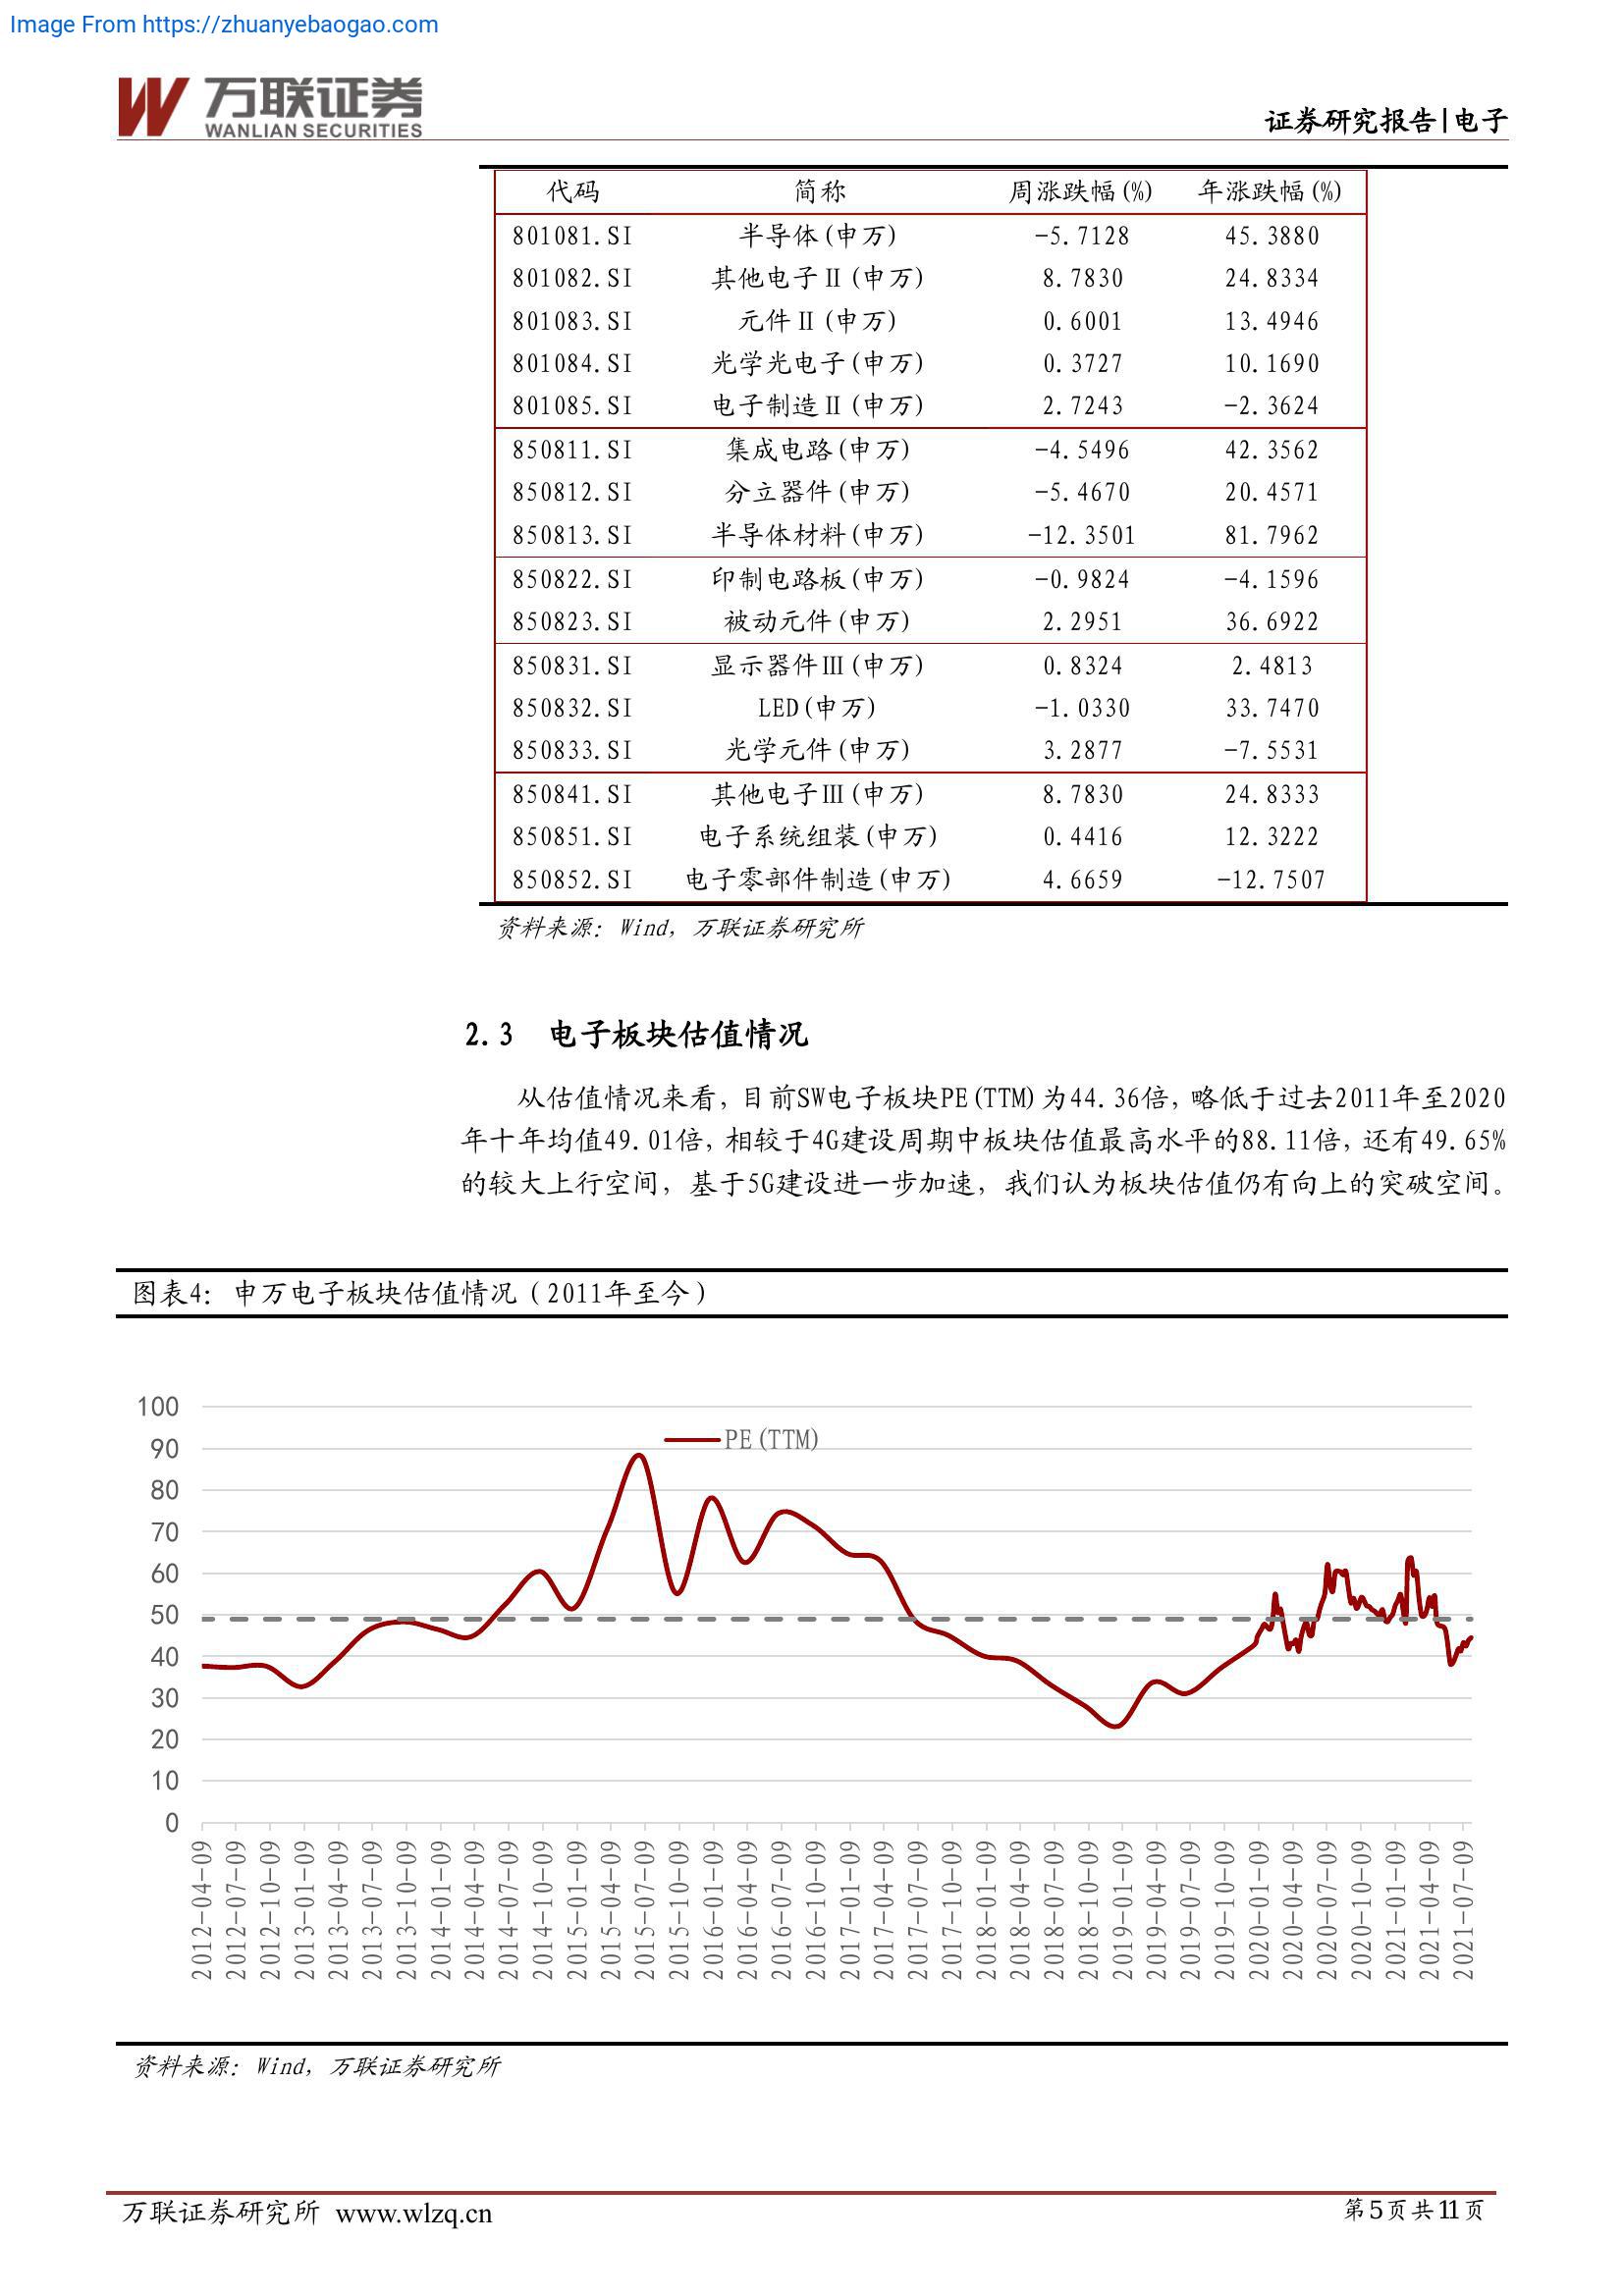 Image From https://zhuanyebaogao.com
万联证券
WANLIAN SECURITIES
证券研究报告|电子
代码 简称 周涨跌幅(%) 年涨跌幅(%)
801081.SI 半导体(申万) -5.7128 45.3880
801082.SI 其他电子Ⅱ(申万) 8.7830 24.8334
801083.SI 元件Ⅱ(申万) 0.6001 13.4946
801084.SI 光学光电子(申万) 0.3727 10.1690
801085.SI 电子制造Ⅱ(申万) 2.7243 -2.3624
850811.SI 集成电路(申万) -4.5496 42.3562
850812.SI 分立器件(申万) -5.4670 20.4571
850813.SI 半导体材料(申万) -12.3501 81.7962
850822.SI 印制电路板(申万) -0.9824 -4.1596
850823.SI 被动元件(申万) 2.2951 36.6922
850831.SI 显示器件Ⅲ(申万) 0.8324 2.4813
850832.SI LED(申万) -1.0330 33.7470
850833.SI 光学元件(申万) 3.2877 -7.5531
850841.SI 其他电子Ⅲ(申万) 8.7830 24.8333
850851.SI 电子系统组装(申万) 0.4416 12.3222
850852.SI 电子零部件制造(申万) 4.6659 -12.7507
资料来源：Wind，万联证券研究所
2.3 电子板块估值情况
从估值情况来看，目前SW电子板块PE(TTM)为44.36倍，略低于过去2011年至2020
年十年均值49.01倍，相较于4G建设周期中板块估值最高水平的88.11倍，还有49.65%
的较大上行空间，基于5G建设进一步加速，我们认为板块估值仍有向上的突破空间。
图表4：申万电子板块估值情况（2011年至今）
100
90
80
70
60
50
40
30
20
10
0
PE(TTM)
2012-04-09
2012-07-09
2012-10-09
2013-01-09
2013-04-09
2013-07-09
2013-10-09
2014-01-09
2014-04-09
2014-07-09
2014-10-09
2015-01-09
2015-04-09
2015-07-09
2015-10-09
2016-01-09
2016-04-09
2016-07-09
2016-10-09
2017-01-09
2017-04-09
2017-07-09
2017-10-09
2018-01-09
2018-04-09
2018-07-09
2018-10-09
2019-01-09
2019-04-09
2019-07-09
2019-10-09
2020-01-09
2020-04-09
2020-07-09
2020-10-09
2021-01-09
2021-04-09
2021-07-09
资料来源：Wind，万联证券研究所
万联证券研究所 www.wlzq.cn
第5页共11页